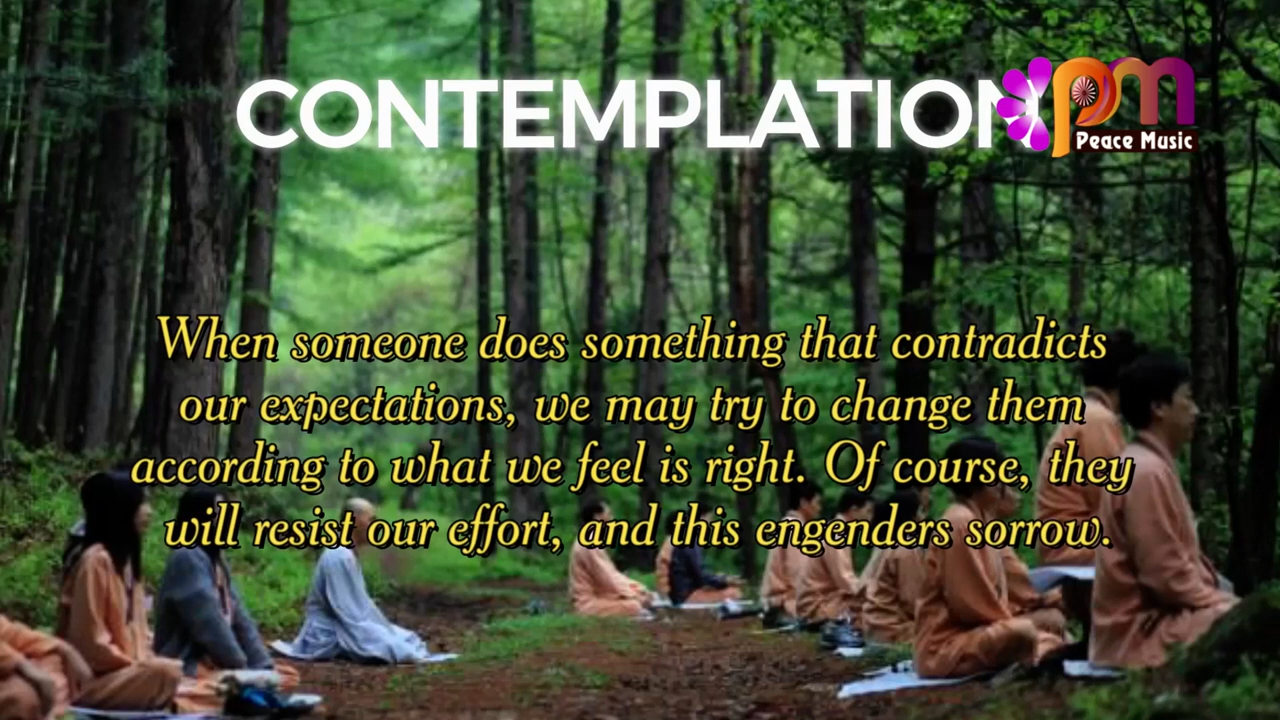 CONTEMPLATION
pm
Peace Music
When someone does something that contradicts
our expectations, we may try to change them
according to what we feel is right. Of course, they
will resist our effort, and this engenders sorrow.